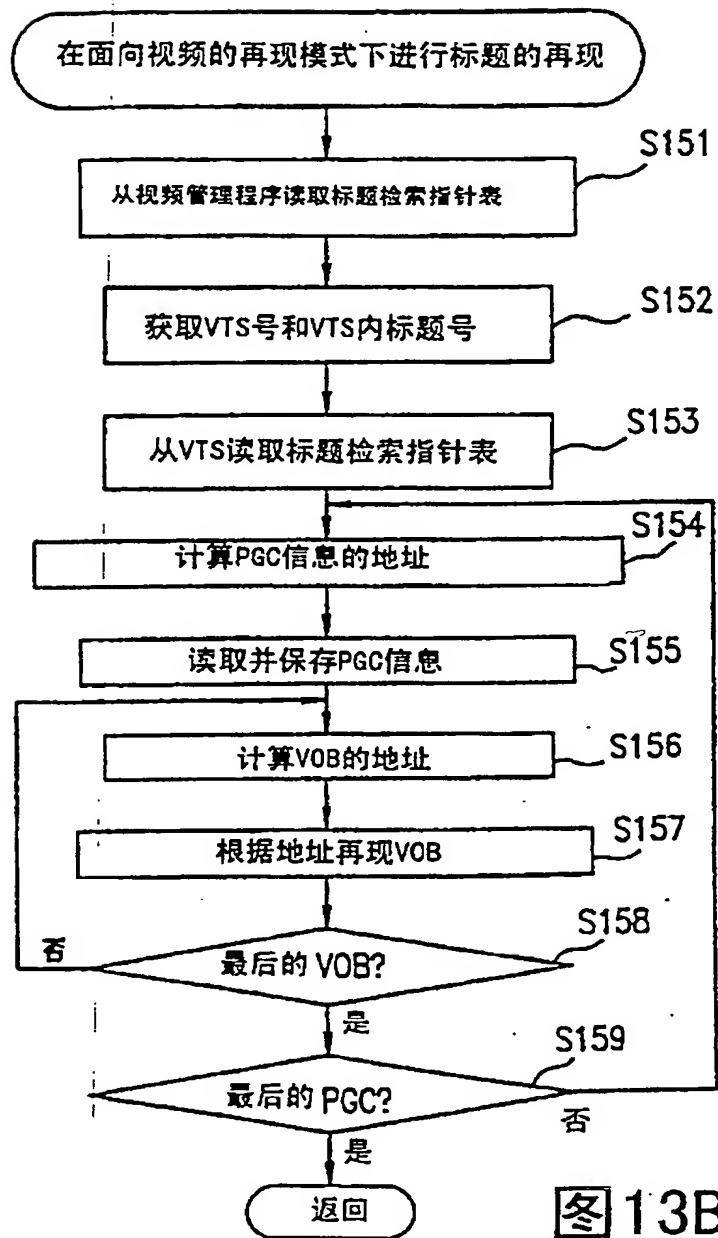 在面向视频的再现模式下进行标题的再现
S151
从视频管理程序读取标题检索指针表
S152
获取VTS号和VTS内标题号
S153
从VTS读取标题检索指针表
S154
计算PGC信息的地址
S155
读取并保存PGC信息
S156
计算VOB的地址
S157
根据地址再现VOB
S158
否
最后的 VOB?
是
S159
最后的 PGC?
否
是
返回
图13B